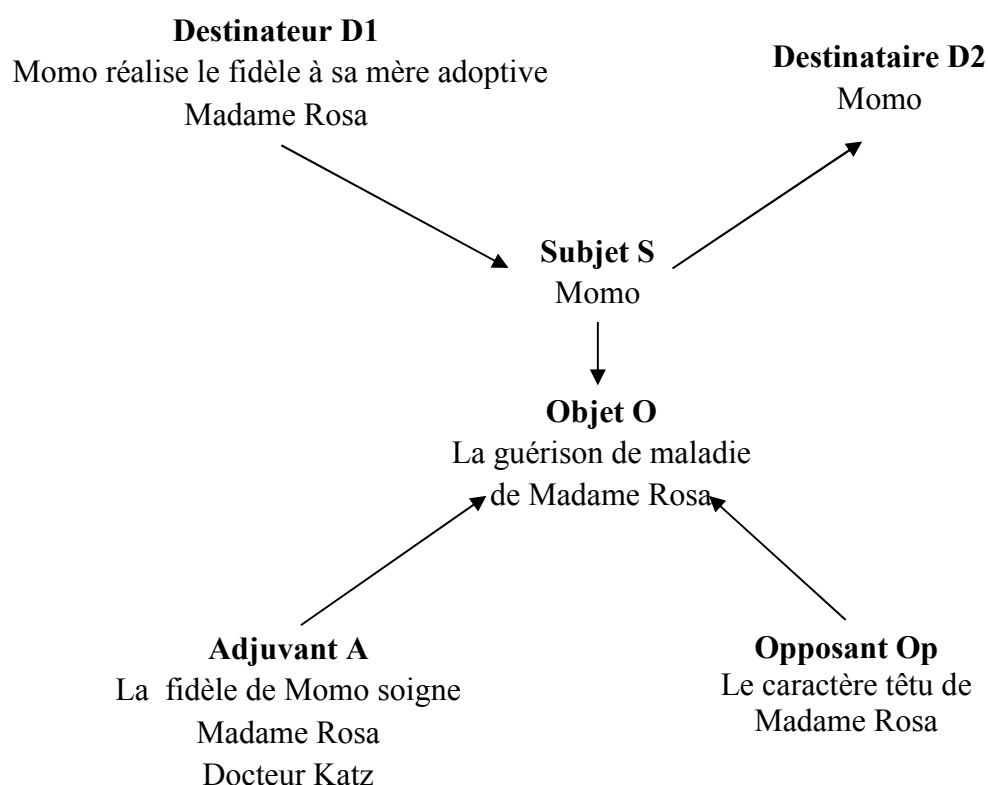 Destinateur D1
Momo réalise le fidèle à sa mère adoptive
Madame Rosa
Destinataire D2
Momo
Subjet S
Momo
Objet O
La guérison de maladie
de Madame Rosa
Adjuvant A
La fidèle de Momo soigne
Madame Rosa
Docteur Katz
Opposant Op
Le caractère têtu de
Madame Rosa